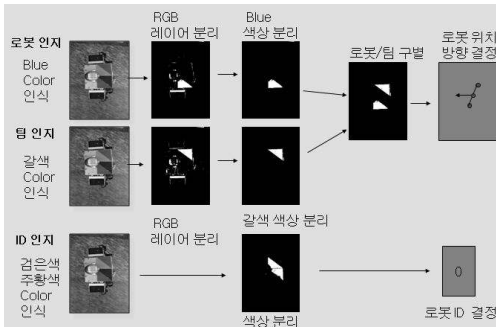 RGB
레이어 분리
Blue
색상 분리
로봇 인지
Blue
Color
인식
로봇/팀 구별
로봇 위치
방향 결정
팀 인지
갈색
Color
인식
RGB
레이어 분리
갈색 색상 분리
ID 인지
검은색
주황색
Color
인식
색상 분리
0
로봇 ID 결정